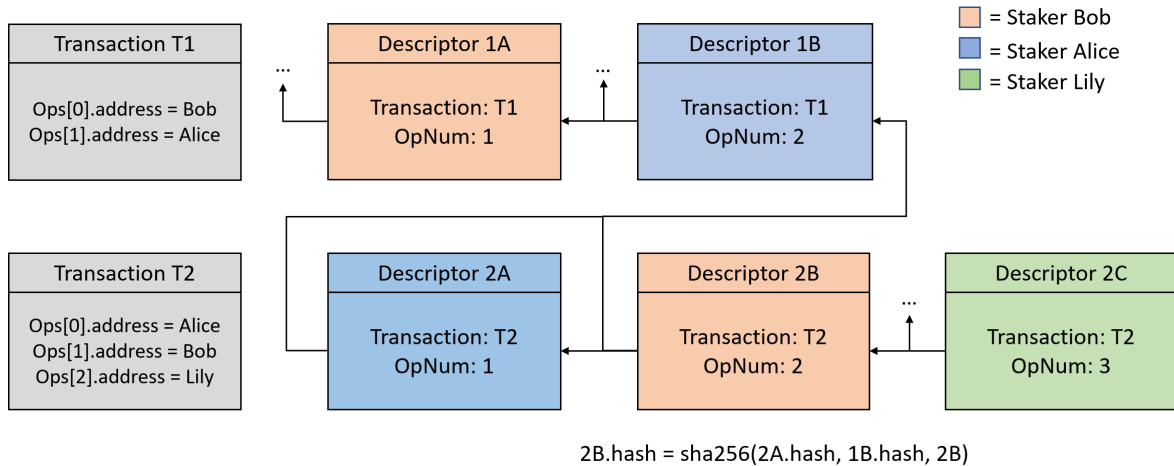 Transaction T1
Ops[0].address = Bob
Ops[1].address = Alice
...
Descriptor 1A
Transaction: T1
OpNum: 1
...
Descriptor 1B
Transaction: T1
OpNum: 2
= Staker Bob
= Staker Alice
= Staker Lily
Transaction T2
Ops[0].address = Alice
Ops[1].address = Bob
Ops[2].address = Lily
Descriptor 2A
Transaction: T2
OpNum: 1
Descriptor 2B
Transaction: T2
OpNum: 2
...
Descriptor 2C
Transaction: T2
OpNum: 3
2B.hash = sha256(2A.hash, 1B.hash, 2B)